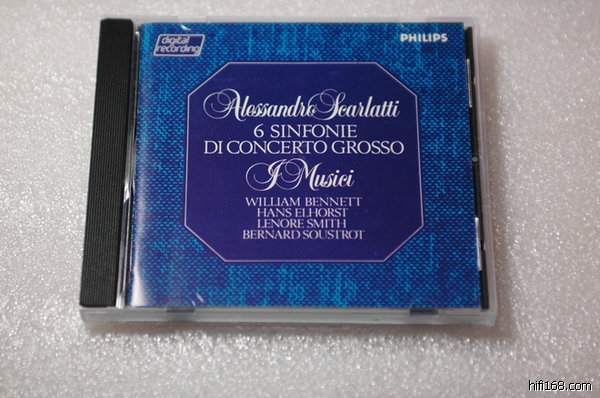 digital
recording
PHILIPS
Alessandro Scarlatti
6 SINFONIE
DI CONCERTO GROSSO
I Musici
WILLIAM BENNETT
HANS ELHORST
LENORE SMITH
BERNARD SOUSTROT
hifi168.com